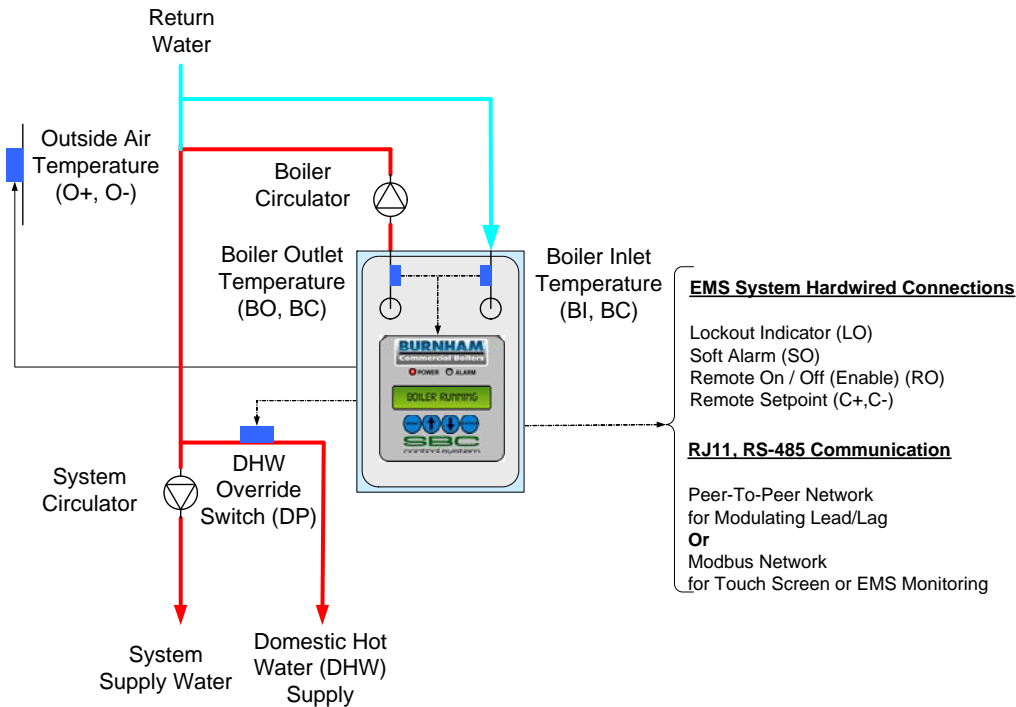 Return
Water
Outside Air
Temperature
(O+, O-)
Boiler
Circulator
Boiler Outlet
Temperature
(BO, BC)
Boiler Inlet
Temperature
(BI, BC)
BURNHAM
Commercial Boilers
POWER ALARM
BOILER RUNNING
MENU
SBC
control system
EMS System Hardwired Connections
Lockout Indicator (LO)
Soft Alarm (SO)
Remote On / Off (Enable) (RO)
Remote Setpoint (C+,C-)
RJ11, RS-485 Communication
Peer-To-Peer Network
for Modulating Lead/Lag
Or
Modbus Network
for Touch Screen or EMS Monitoring
System
Circulator
DHW
Override
Switch (DP)
System
Supply Water
Domestic Hot
Water (DHW)
Supply